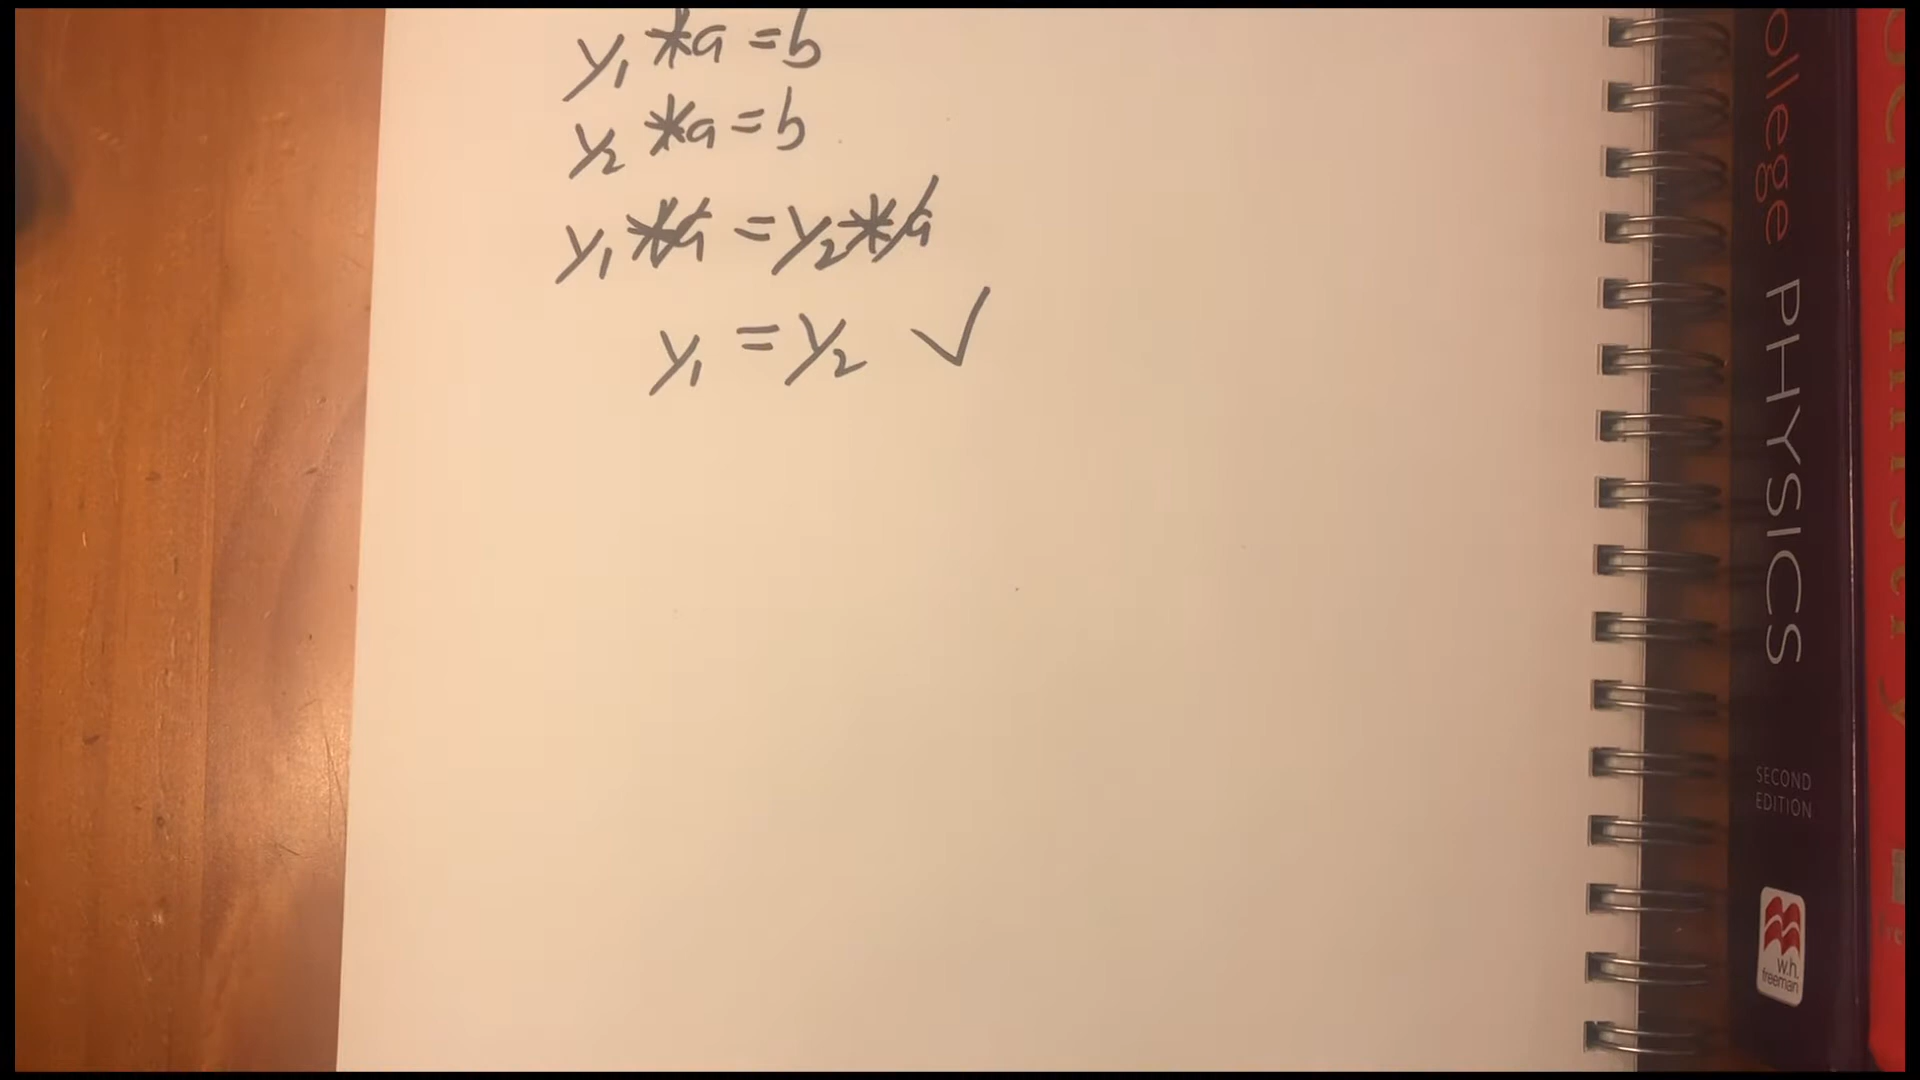 y₁ * a = b
y₂ * a = b
y₁ * a = y₂ * a
y₁ = y₂ ✓
ollege PHYSICS
SECOND
EDITION
w.h.
freeman